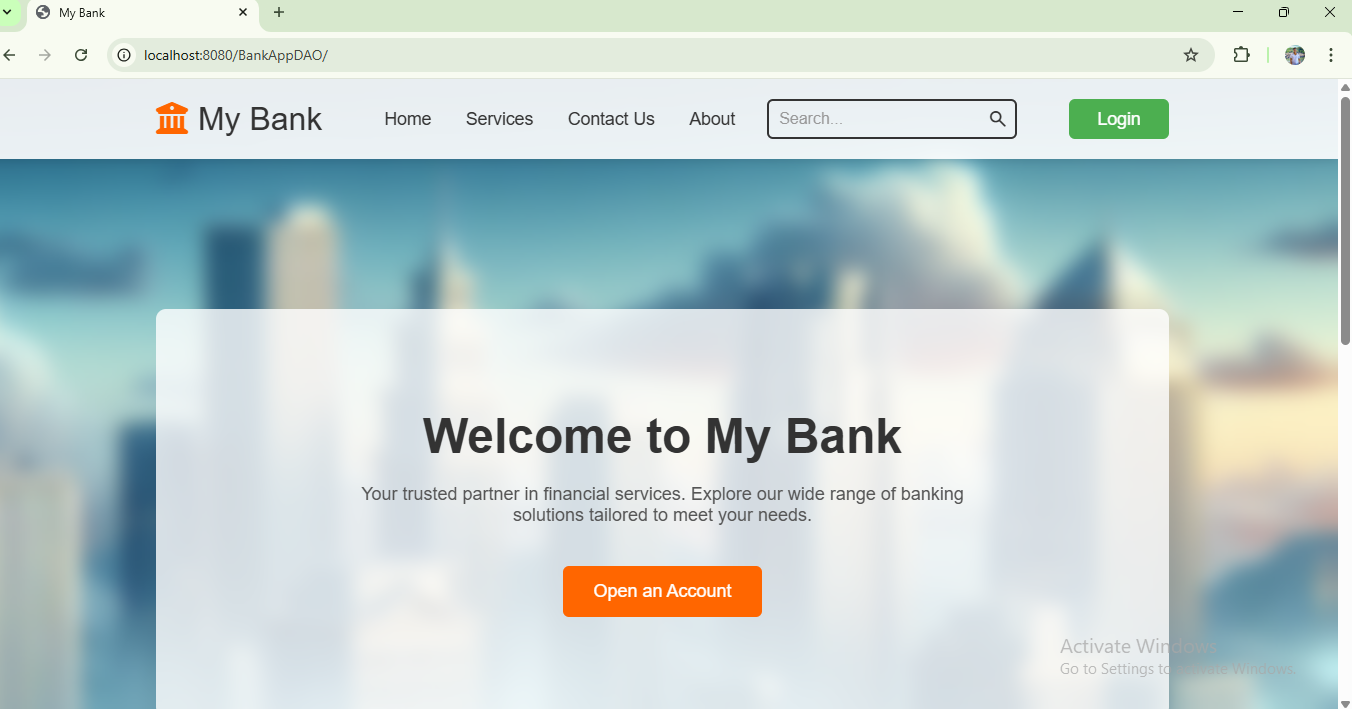 My Bank
localhost:8080/BankAppDAO/
My Bank
Home
Services
Contact Us
About
Search...
Login
Welcome to My Bank
Your trusted partner in financial services. Explore our wide range of banking
solutions tailored to meet your needs.
Open an Account
Activate Windows
Go to Settings to activate Windows.